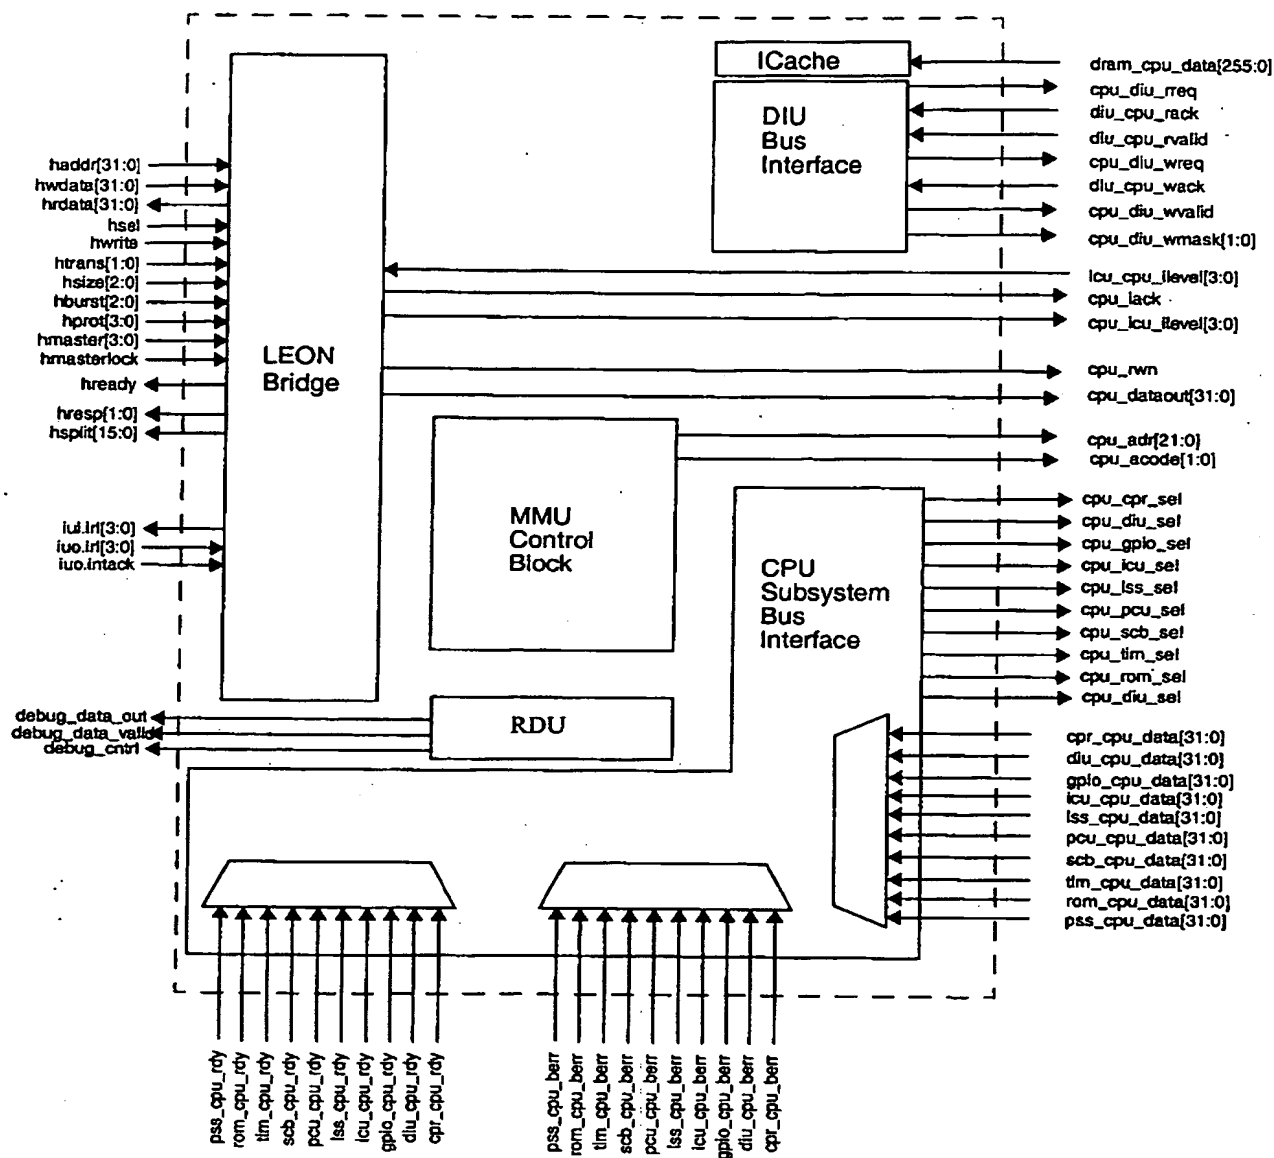 ICache
dram_cpu_data[255:0]
cpu_diu_rreq
diu_cpu_rack
diu_cpu_rvalid
cpu_diu_wreq
diu_cpu_wack
cpu_diu_wvalid
cpu_diu_wmask[1:0]
DIU
Bus
Interface
haddr[31:0]
hwdata[31:0]
hrdata[31:0]
hsel
hwrite
htrans[1:0]
hsize[2:0]
hburst[2:0]
hprot[3:0]
hmaster[3:0]
hmasterlock
hready
hresp[1:0]
hsplit[15:0]
LEON
Bridge
icu_cpu_ilevel[3:0]
cpu_iack
cpu_icu_ilevel[3:0]
cpu_rwn
cpu_dataout[31:0]
cpu_adr[21:0]
cpu_acode[1:0]
iui.irl[3:0]
iuo.irl[3:0]
iuo.intack
MMU
Control
Block
CPU
Subsystem
Bus
Interface
cpu_cpr_sel
cpu_diu_sel
cpu_gpio_sel
cpu_icu_sel
cpu_lss_sel
cpu_pcu_sel
cpu_scb_sel
cpu_tim_sel
cpu_rom_sel
cpu_diu_sel
debug_data_out
debug_data_valid
debug_cntrl
RDU
cpr_cpu_data[31:0]
diu_cpu_data[31:0]
gpio_cpu_data[31:0]
icu_cpu_data[31:0]
lss_cpu_data[31:0]
pcu_cpu_data[31:0]
scb_cpu_data[31:0]
tim_cpu_data[31:0]
rom_cpu_data[31:0]
pss_cpu_data[31:0]
pss_cpu_rdy
rom_cpu_rdy
tim_cpu_rdy
scb_cpu_rdy
pcu_cpu_rdy
lss_cpu_rdy
icu_cpu_rdy
gpio_cpu_rdy
diu_cpu_rdy
cpr_cpu_rdy
pss_cpu_berr
rom_cpu_berr
tim_cpu_berr
scb_cpu_berr
pcu_cpu_berr
lss_cpu_berr
icu_cpu_berr
gpio_cpu_berr
diu_cpu_berr
cpr_cpu_berr